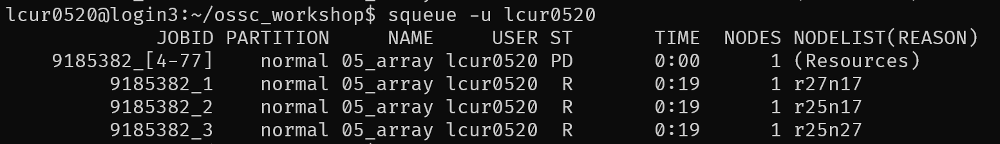 lcur0520@login3:~/ossc_workshop$ squeue -u lcur0520
JOBID PARTITION NAME USER ST TIME NODES NODELIST(REASON)
9185382_[4-77] normal 05_array lcur0520 PD 0:00 1 (Resources)
9185382_1 normal 05_array lcur0520 R 0:19 1 r27n17
9185382_2 normal 05_array lcur0520 R 0:19 1 r25n17
9185382_3 normal 05_array lcur0520 R 0:19 1 r25n27